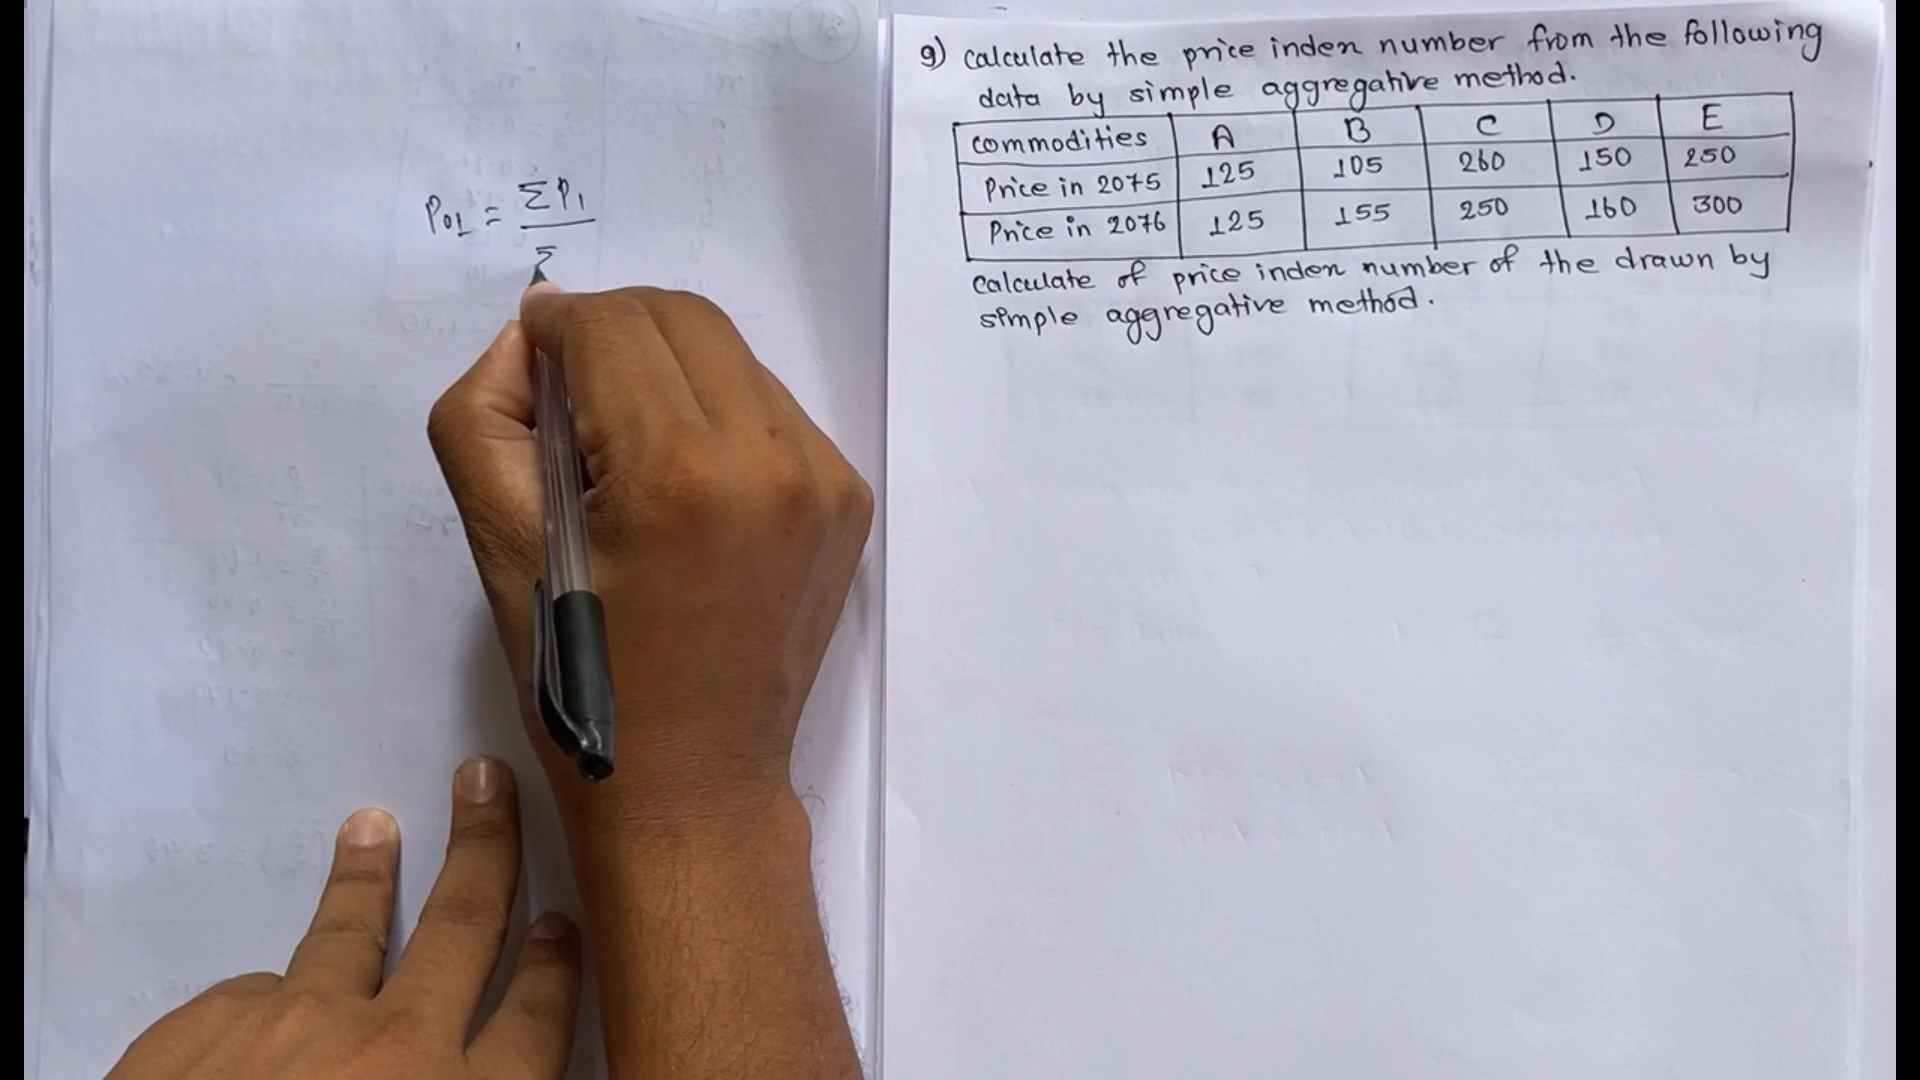 P01 = ΣP1
Σ
9) calculate the price inden number from the following
data by simple aggregative method.
commodities A B C D E
Price in 2075 125 105 260 150 250
Price in 2076 125 155 250 160 300
calculate of price inden number of the drawn by
simple aggregative method.